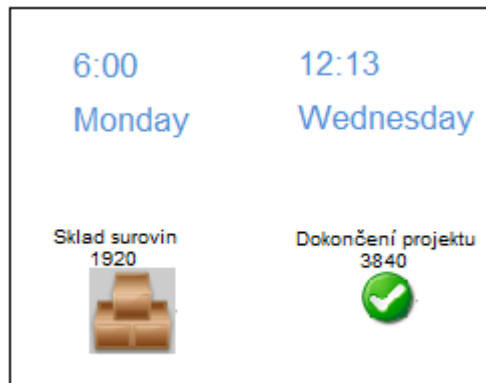 6:00
Monday
12:13
Wednesday
Sklad surovin
1920
Dokončení projektu
3840